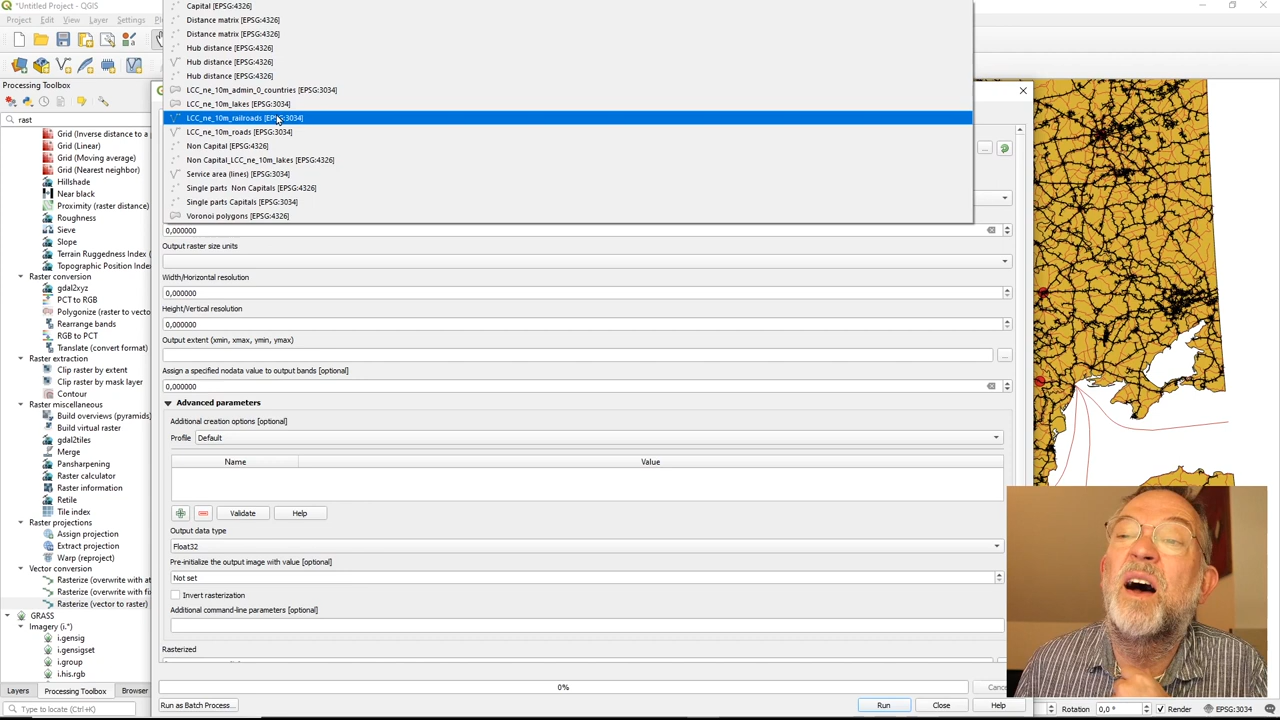 *Untitled Project — QGIS
Project Edit View Layer Settings
Processing Toolbox
rast
Grid (Inverse distance to a p
Grid (Linear)
Grid (Moving average)
Grid (Nearest neighbor)
Hillshade
Near black
Proximity (raster distance)
Roughness
Sieve
Slope
Terrain Ruggedness Index (
Topographic Position Index
Raster conversion
gdal2xyz
PCT to RGB
Polygonize (raster to vecto
Rearrange bands
RGB to PCT
Translate (convert format)
Raster extraction
Clip raster by extent
Clip raster by mask layer
Contour
Raster miscellaneous
Build overviews (pyramids)
Build virtual raster
gdal2tiles
Merge
Pansharpening
Raster calculator
Raster information
Retile
Tile index
Raster projections
Assign projection
Extract projection
Warp (reproject)
Vector conversion
Rasterize (overwrite with at
Rasterize (overwrite with fi
Rasterize (vector to raster)
GRASS
Imagery (i.*)
i.gensig
i.gensigset
i.group
i.his.rgb
Layers Processing Toolbox Browser
Type to locate (Ctrl+K)
Capital [EPSG:4326]
Distance matrix [EPSG:4326]
Distance matrix [EPSG:4326]
Hub distance [EPSG:4326]
Hub distance [EPSG:4326]
Hub distance [EPSG:4326]
LCC_ne_10m_admin_0_countries [EPSG:3034]
LCC_ne_10m_lakes [EPSG:3034]
LCC_ne_10m_railroads [EPSG:3034]
LCC_ne_10m_roads [EPSG:3034]
Non Capital [EPSG:4326]
Non Capital_LCC_ne_10m_lakes [EPSG:4326]
Service area (lines) [EPSG:3034]
Single parts Non Capitals [EPSG:4326]
Single parts Capitals [EPSG:3034]
Voronoi polygons [EPSG:4326]
0,000000
Output raster size units
Width/Horizontal resolution
0,000000
Height/Vertical resolution
0,000000
Output extent (xmin, xmax, ymin, ymax)
...
Assign a specified nodata value to output bands [optional]
0,000000
Advanced parameters
Additional creation options [optional]
Profile Default
Name Value
Validate Help
Output data type
Float32
Pre-initialize the output image with value [optional]
Not set
Invert rasterization
Additional command-line parameters [optional]
Rasterized
0% Canc
Run as Batch Process... Run Close Help
Rotation 0,0 ° Render EPSG:3034